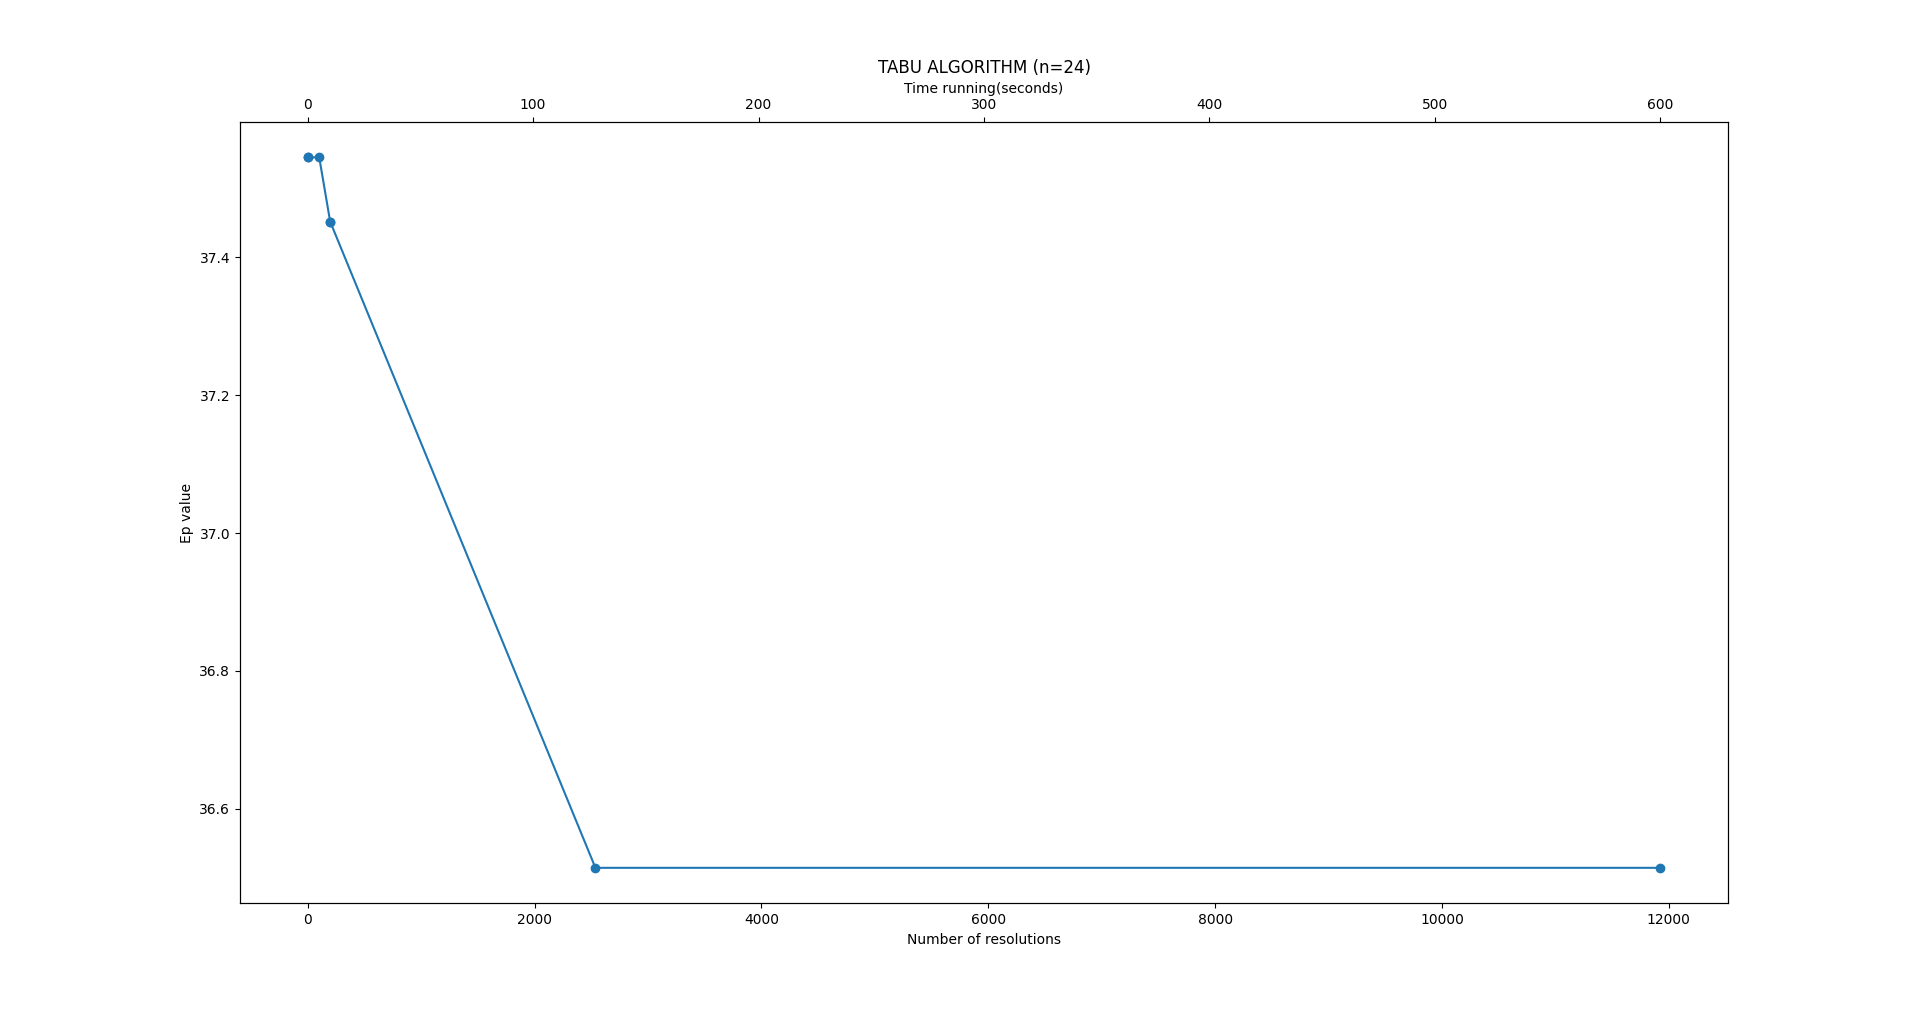 TABU ALGORITHM (n=24)
Time running(seconds)
0 100 200 300 400 500 600
37.4
37.2
37.0
36.8
36.6
Ep value
0 2000 4000 6000 8000 10000 12000
Number of resolutions